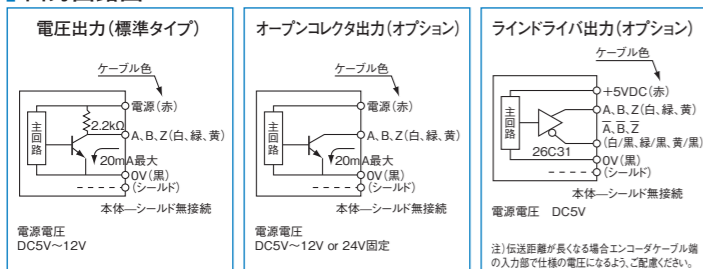 電圧出力(標準タイプ)
ケーブル色
主回路
2.2kΩ
電源(赤)
A、B、Z(白、緑、黄)
20mA最大
0V(黒)
(シールド)
本体―シールド無接続
電源電圧
DC5V～12V
オープンコレクタ出力(オプション)
ケーブル色
主回路
電源(赤)
A、B、Z(白、緑、黄)
20mA最大
0V(黒)
(シールド)
本体―シールド無接続
電源電圧
DC5V～12V or 24V固定
ラインドライバ出力(オプション)
ケーブル色
主回路
26C31
+5VDC(赤)
A、B、Z(白、緑、黄)
A̅、B̅、Z̅
(白/黒、緑/黒、黄/黒)
0V(黒)
(シールド)
本体―シールド無接続
電源電圧 DC5V
注)伝送距離が長くなる場合エンコーダケーブル端
の入力部で仕様の電圧になるよう、ご配慮ください。